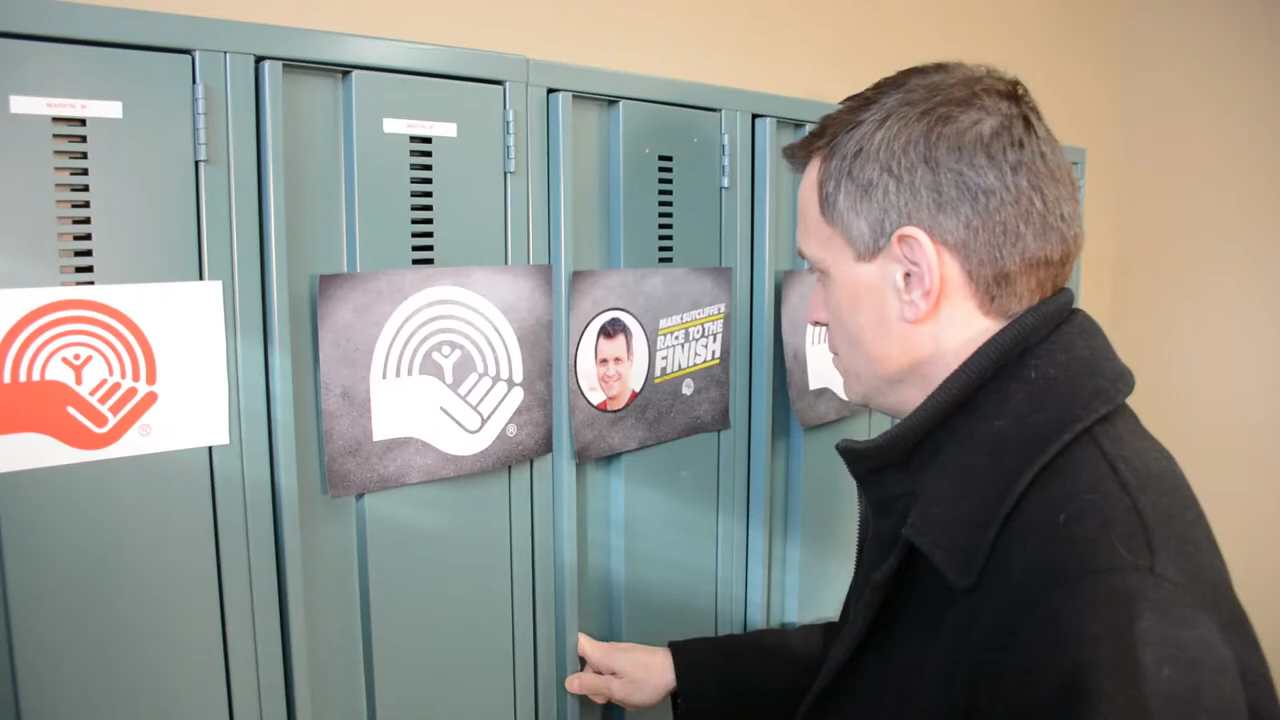 MARK SUTCLIFFE'S
RACE TO THE
FINISH
®
®